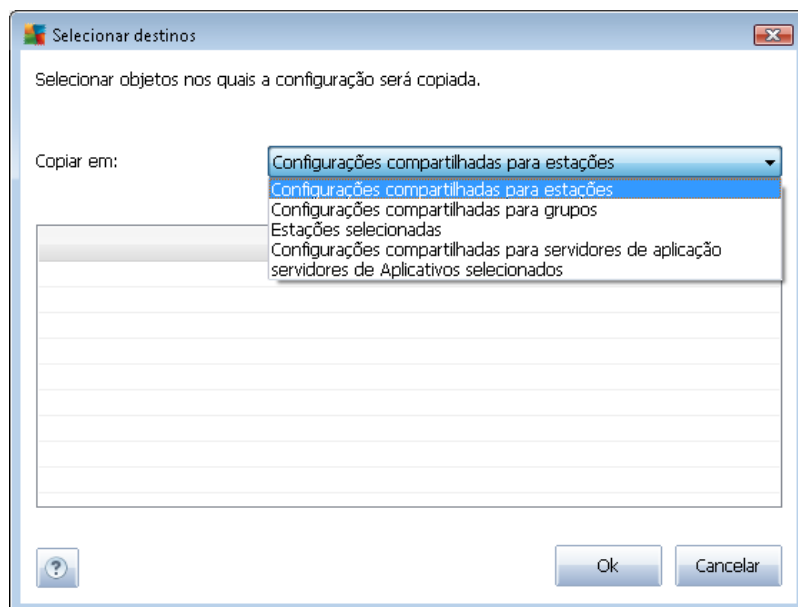 Selecionar destinos
Selecionar objetos nos quais a configuração será copiada.
Copiar em:
Configurações compartilhadas para estações
Configurações compartilhadas para estações
Configurações compartilhadas para grupos
Estações selecionadas
Configurações compartilhadas para servidores de aplicação
servidores de Aplicativos selecionados
?
Ok
Cancelar